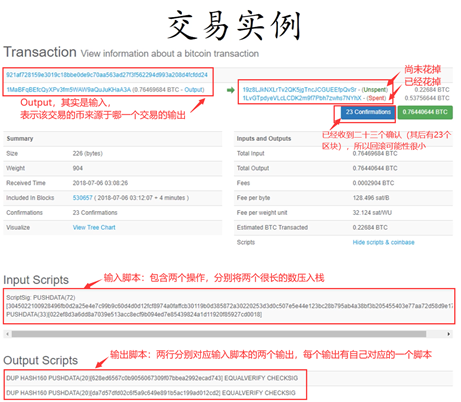 交易实例
Transaction View information about a bitcoin transaction
1MaBFqBEfcQyXPv3fm5WAW9eQuJuKHaA3A (0.76469684 BTC - Output)
尚未花掉
已经花掉
- (Unspent) 0.22684 BTC
- (Spent) 0.53756644 BTC
Output，其实是输入，
表示该交易的币来源于哪一个交易的输出
23 Confirmations 0.76440644 BTC
已经收到二十三个确认（其后有23个
区块），所以回滚可能性很小
Summary
Size 226 (bytes)
Weight 904
Received Time 2018-07-06 03:08:26
Included In Blocks 530657 ( 2018-07-06 03:12:07 + 4 minutes )
Confirmations 23 Confirmations
Visualize View Tree Chart
Inputs and Outputs
Total Input 0.76469684 BTC
Total Output 0.76440644 BTC
Fees 0.0002904 BTC
Fee per byte 128.496 sat/B
Fee per weight unit 32.124 sat/WU
Estimated BTC Transacted 0.22684 BTC
Scripts Hide scripts & coinbase
Input Scripts
输入脚本：包含两个操作，分别将两个很长的数压入栈
ScriptSig: PUSHDATA(72)
Output Scripts
输出脚本：两行分别对应输入脚本的两个输出，每个输出有自己对应的一个脚本
DUP HASH160 PUSHDATA(20) EQUALVERIFY CHECKSIG
DUP HASH160 PUSHDATA(20) EQUALVERIFY CHECKSIG